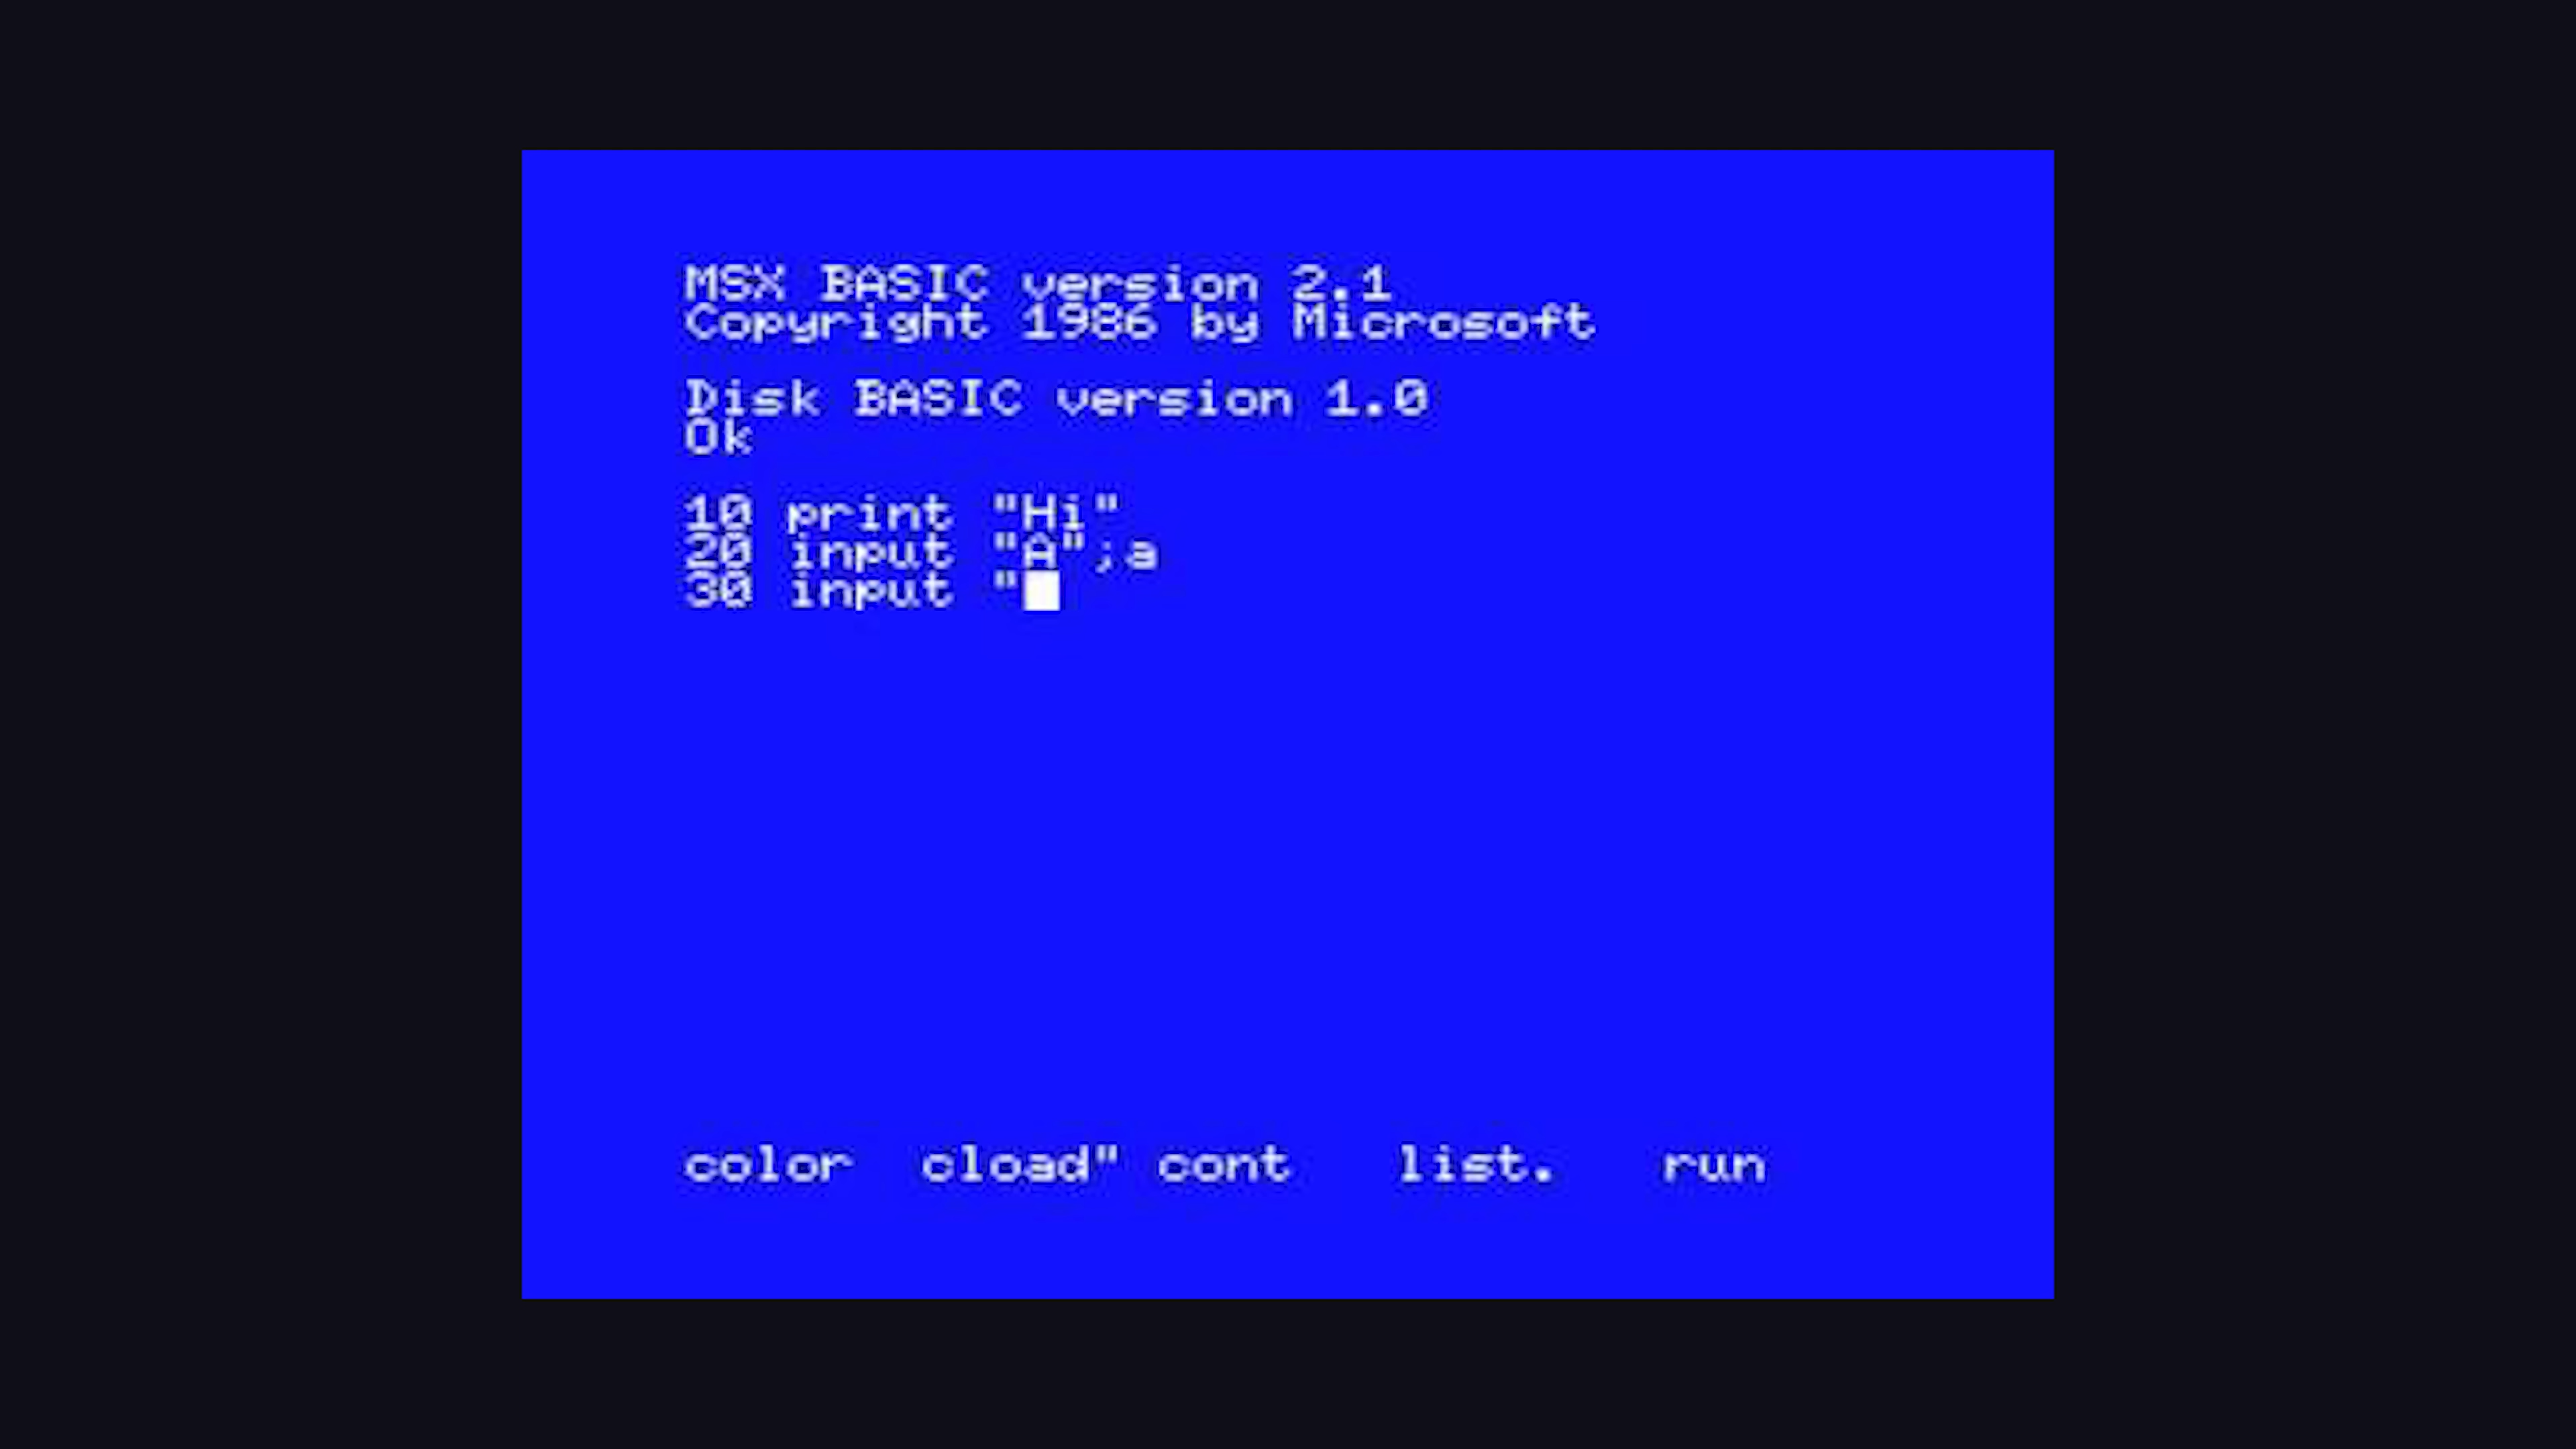 MSX BASIC version 2.1
Copyright 1986 by Microsoft
Disk BASIC version 1.0
Ok
10 print "Hi"
20 input "A";a
30 input "
color cload" cont list. run